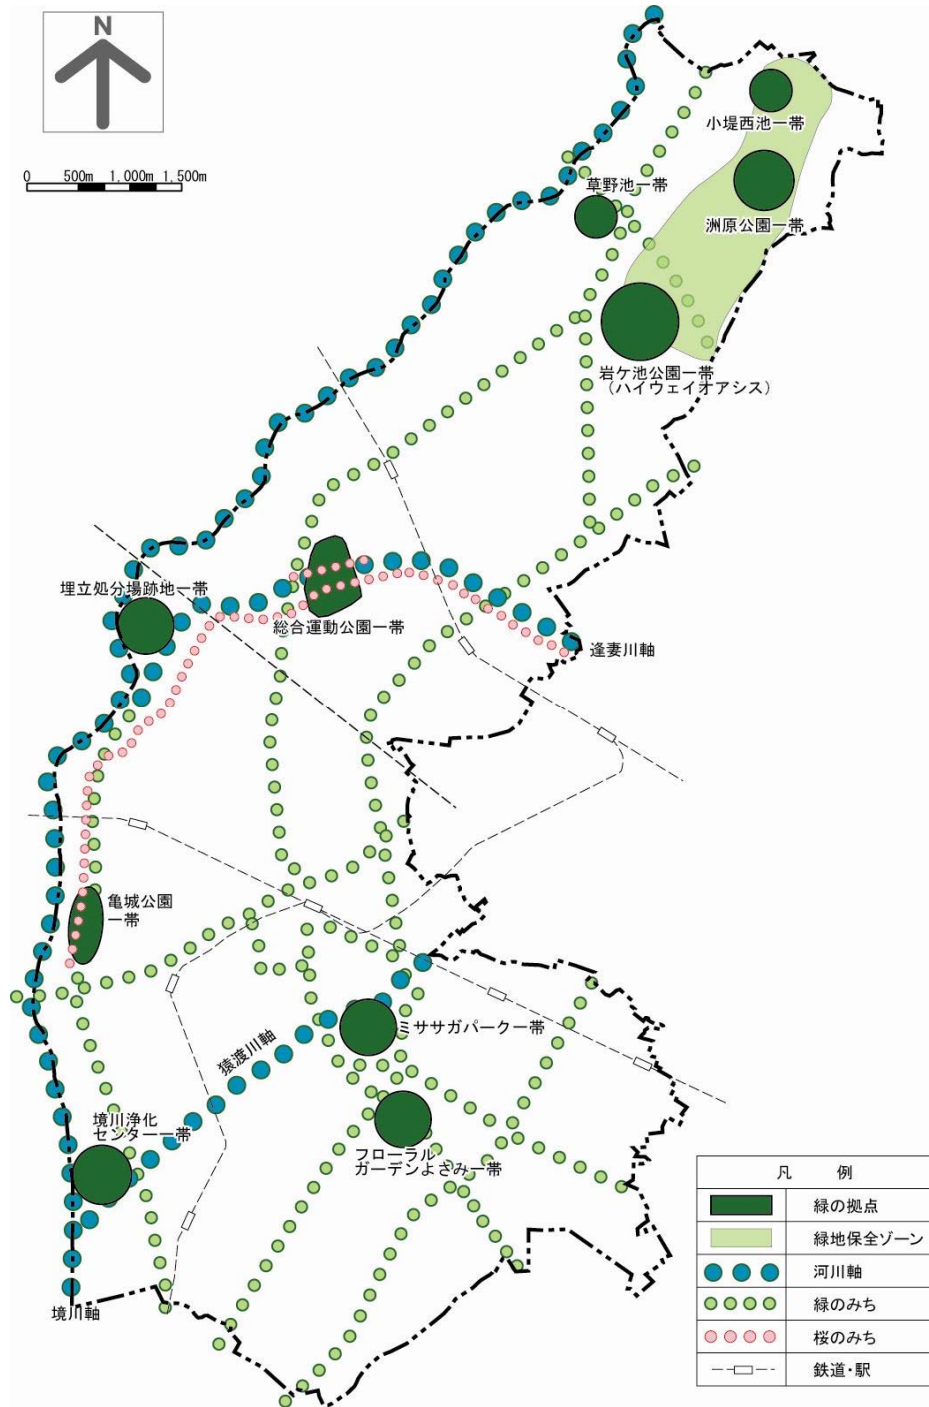 N
0 500m 1,000m 1,500m
小堤西池一帯
草野池一帯
洲原公園一帯
岩ケ池公園一帯
（ハイウェイオアシス）
埋立処分場跡地一帯
総合運動公園一帯
逢妻川軸
亀城公園
一帯
ミササガパーク一帯
猿渡川軸
境川浄化
センター一帯
フローラル
ガーデンよさみ一帯
境川軸
凡 例
緑の拠点
緑地保全ゾーン
河川軸
緑のみち
桜のみち
鉄道・駅